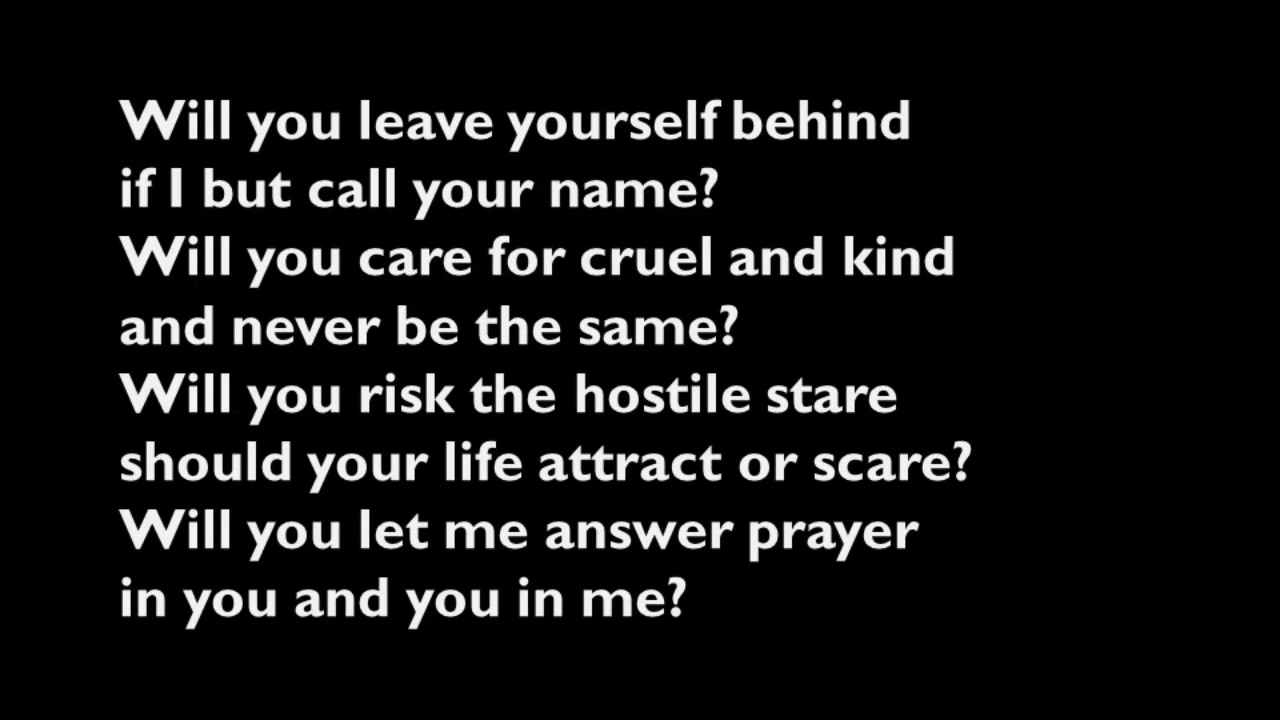 Will you leave yourself behind
if I but call your name?
Will you care for cruel and kind
and never be the same?
Will you risk the hostile stare
should your life attract or scare?
Will you let me answer prayer
in you and you in me?